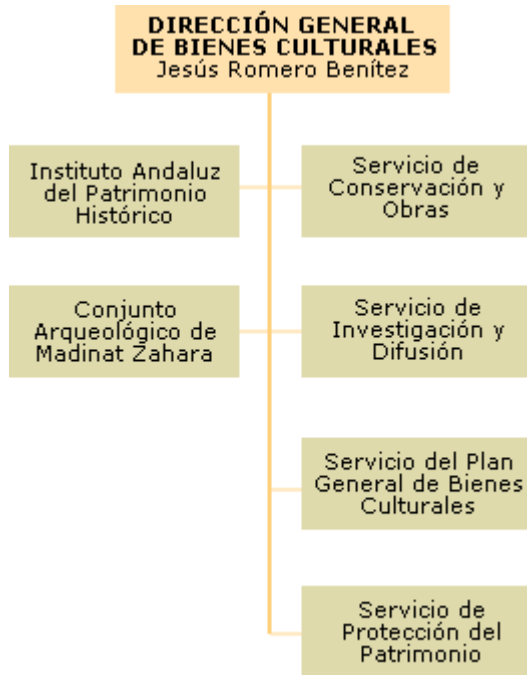 DIRECCIÓN GENERAL
DE BIENES CULTURALES
Jesús Romero Benítez
Instituto Andaluz
del Patrimonio
Histórico
Servicio de
Conservación y
Obras
Conjunto
Arqueológico de
Madinat Zahara
Servicio de
Investigación y
Difusión
Servicio del Plan
General de Bienes
Culturales
Servicio de
Protección del
Patrimonio